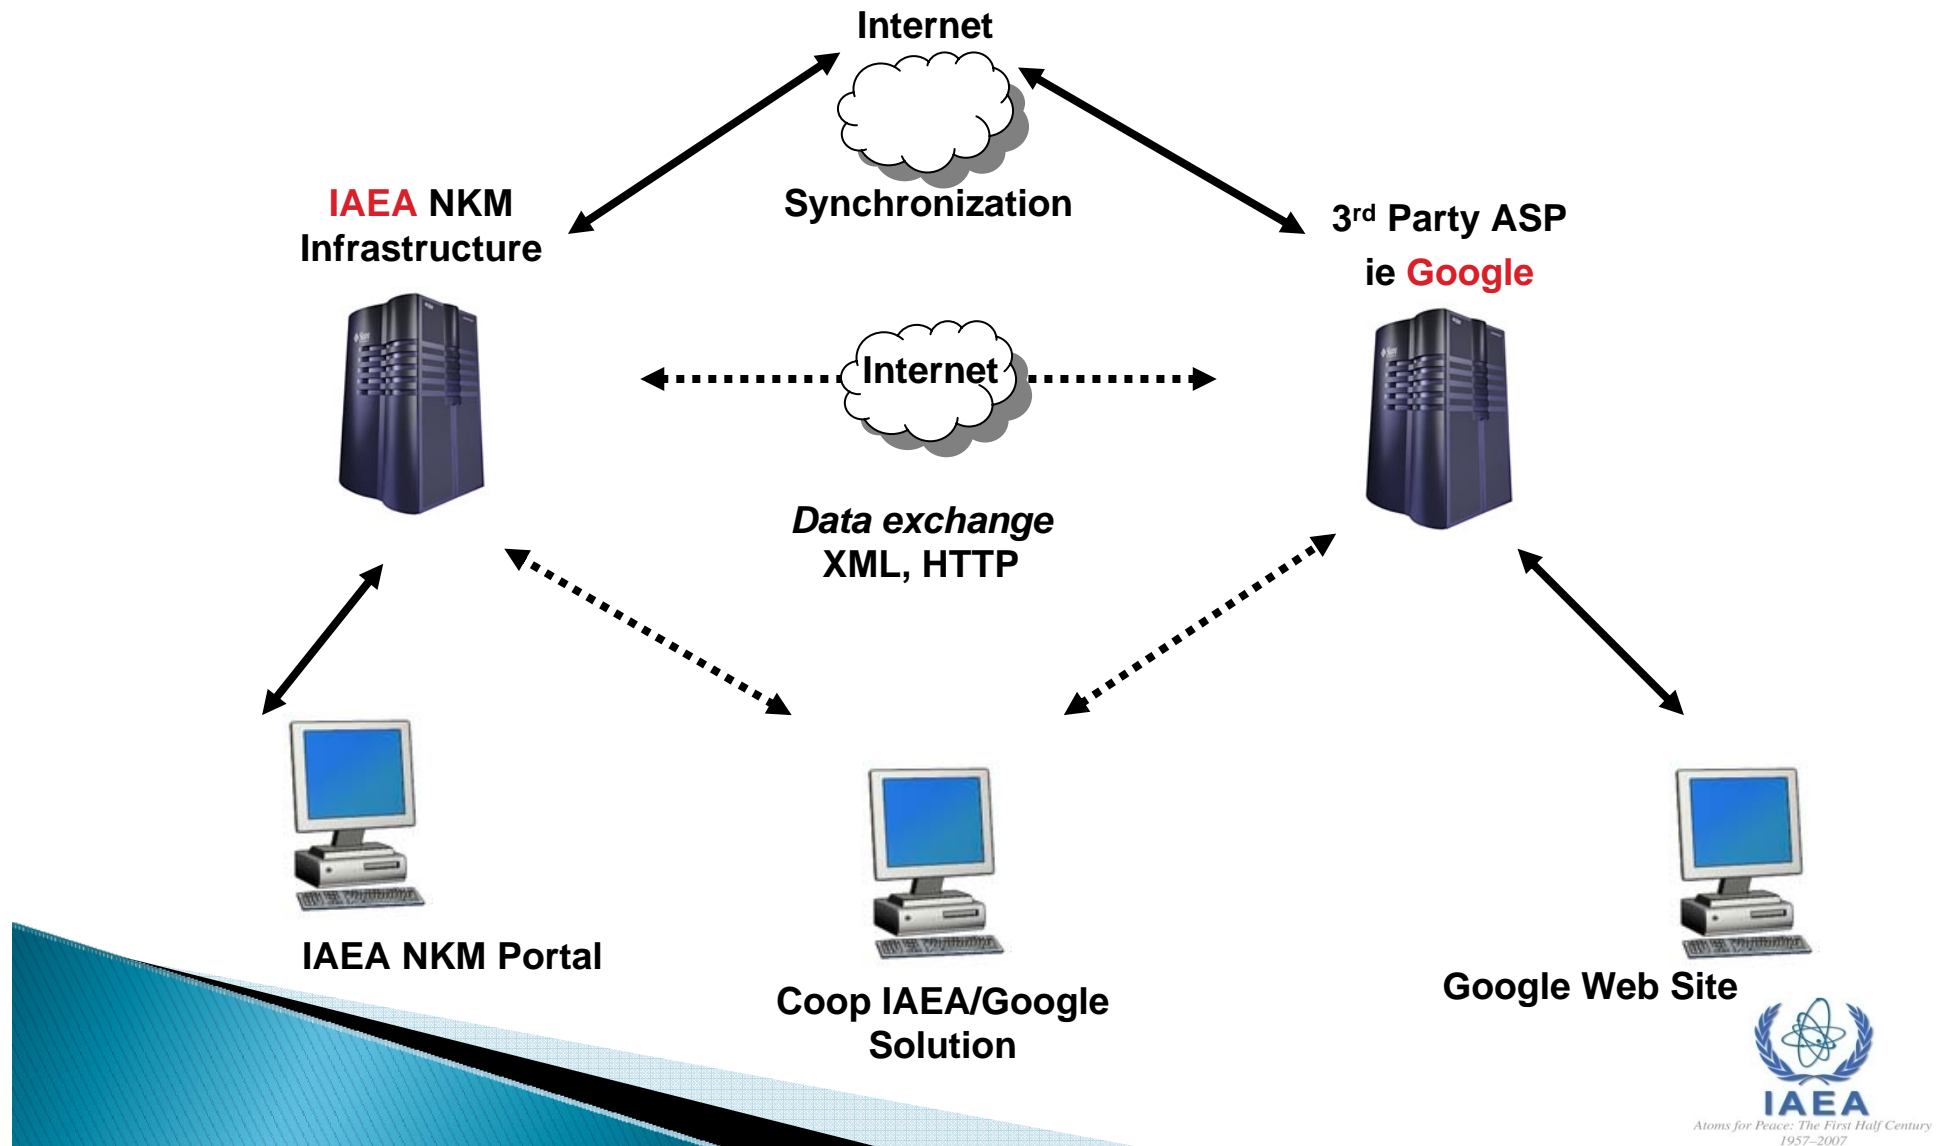 Internet
Synchronization
IAEA NKM
Infrastructure
3rd Party ASP
ie Google
Internet
Data exchange
XML, HTTP
IAEA NKM Portal
Coop IAEA/Google
Solution
Google Web Site
IAEA
Atoms for Peace: The First Half Century
1957–2007